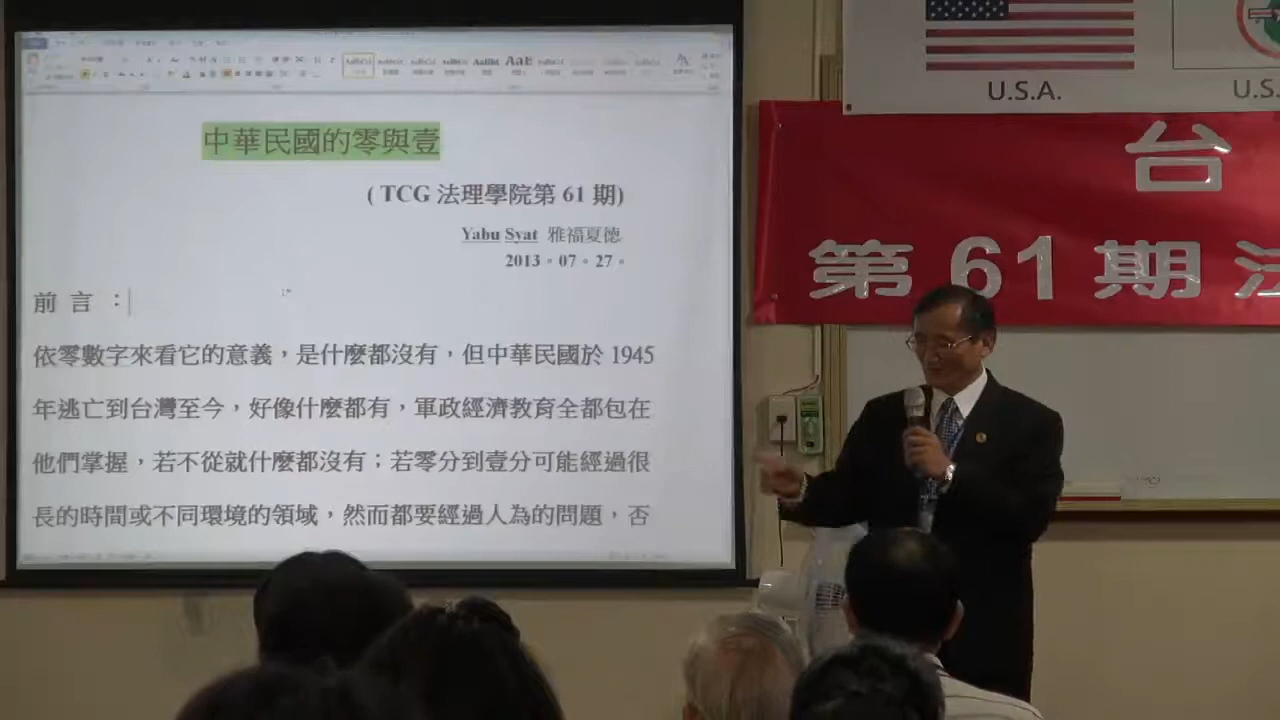 中華民國的零與壹
( TCG 法理學院第 61 期)
Yabu Syat 雅福夏德
2013。07。27。
前 言 ：
依零數字來看它的意義，是什麼都沒有，但中華民國於 1945
年逃亡到台灣至今，好像什麼都有，軍政經濟教育全都包在
他們掌握，若不從就什麼都沒有；若零分到壹分可能經過很
長的時間或不同環境的領域，然而都要經過人為的問題，否
U.S.A.
U.S.
台
第 61 期 法